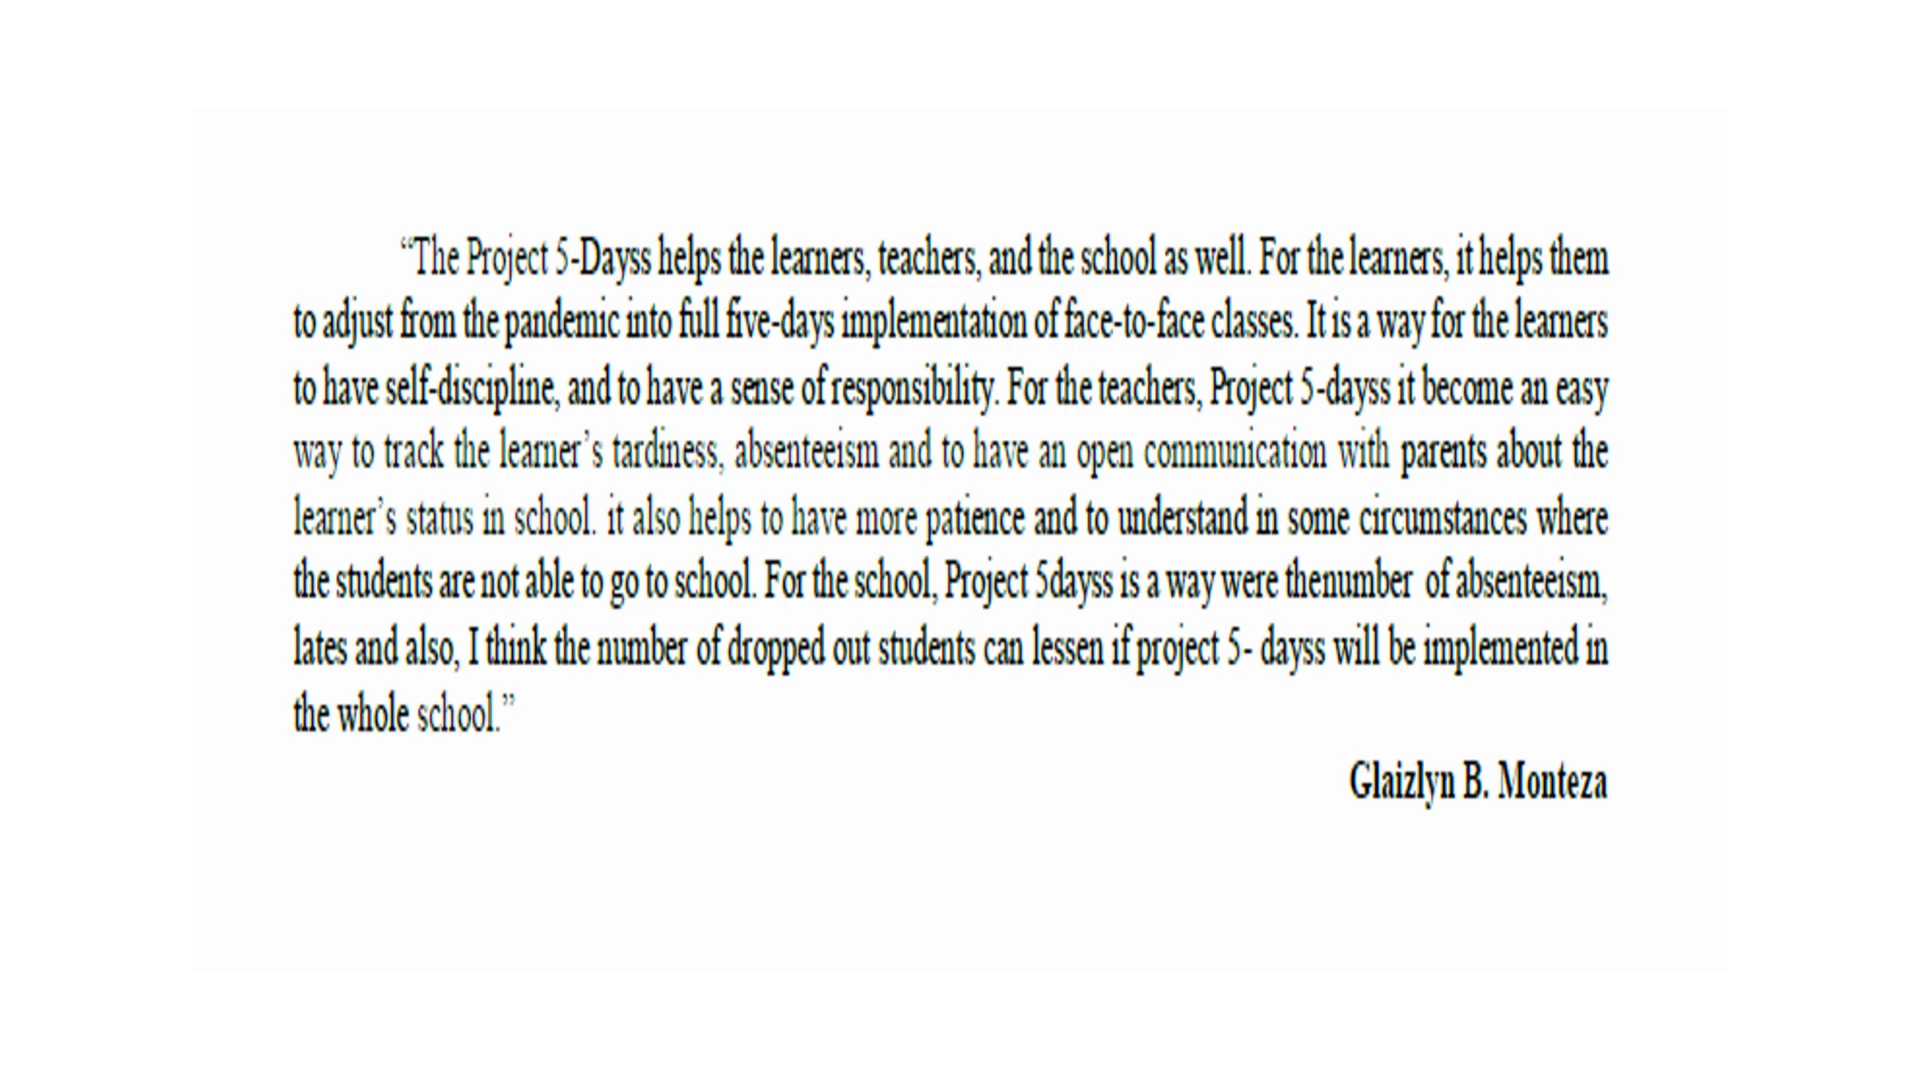 “The Project 5-Dayss helps the learners, teachers, and the school as well. For the learners, it helps them
to adjust from the pandemic into full five-days implementation of face-to-face classes. It is a way for the learners
to have self-discipline, and to have a sense of responsibility. For the teachers, Project 5-dayss it become an easy
way to track the learner’s tardiness, absenteeism and to have an open communication with parents about the
learner’s status in school. it also helps to have more patience and to understand in some circumstances where
the students are not able to go to school. For the school, Project 5dayss is a way were thenumber of absenteeism,
lates and also, I think the number of dropped out students can lessen if project 5- dayss will be implemented in
the whole school.”
Glaizlyn B. Monteza